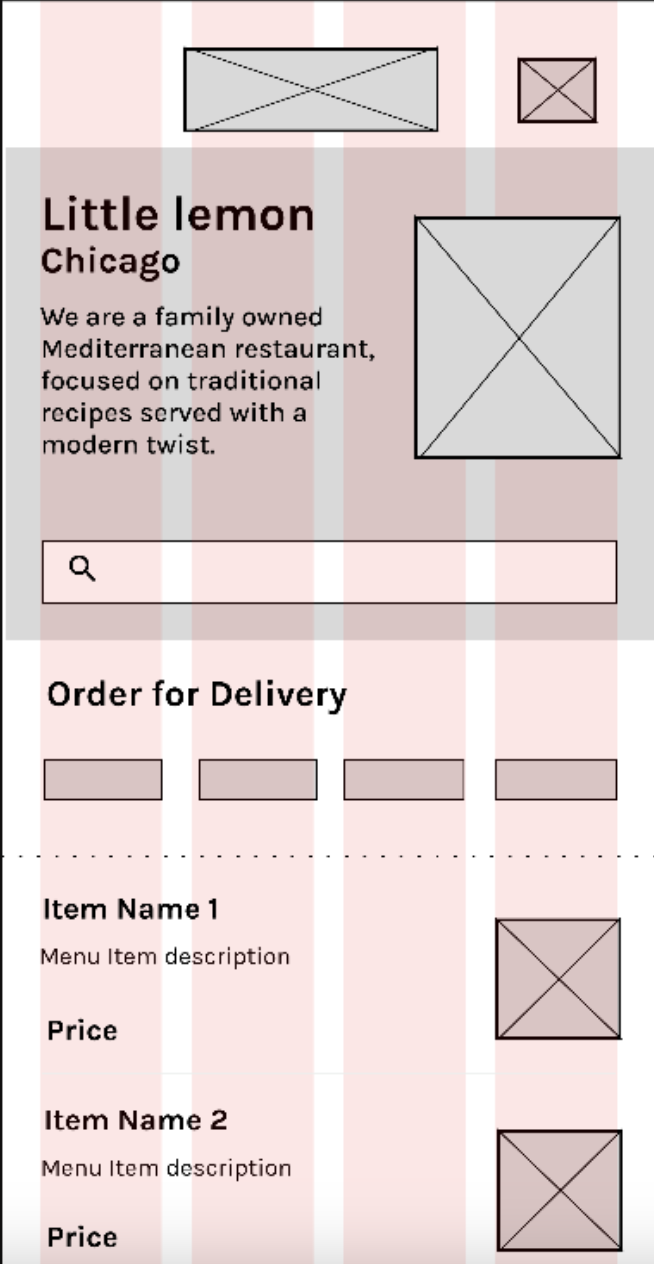 Little lemon
Chicago
We are a family owned
Mediterranean restaurant,
focused on traditional
recipes served with a
modern twist.
Order for Delivery
Item Name 1
Menu Item description
Price
Item Name 2
Menu Item description
Price